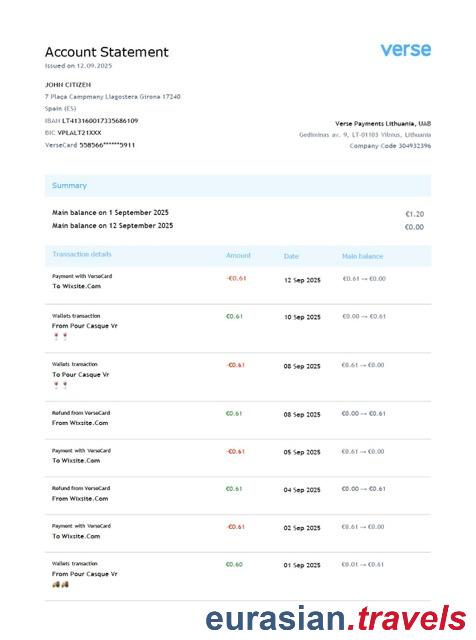 Account Statement
verse
Issued on 12.09.2025
JOHN CITIZEN
7 Plaça Campmany Llagostera Girona 17240
Spain (ES)
IBAN LT413160017335686109
BIC VPLALT21XXX
VerseCard 558566******5911
Verse Payments Lithuania, UAB
Gediminas av. 9, LT-01103 Vilnius, Lithuania
Company Code 304932396
Summary
Main balance on 1 September 2025 €1.20
Main balance on 12 September 2025 €0.00
Transaction details Amount Date Main balance
Payment with VerseCard
To Wixsite.Com -€0.61 12 Sep 2025 €0.61 → €0.00
Wallets transaction
From Pour Casque Vr €0.61 10 Sep 2025 €0.00 → €0.61
🍷 🍷
Wallets transaction
To Pour Casque Vr -€0.61 08 Sep 2025 €0.61 → €0.00
🍷 🍷
Refund from VerseCard
From Wixsite.Com €0.61 08 Sep 2025 €0.00 → €0.61
Payment with VerseCard
To Wixsite.Com -€0.61 05 Sep 2025 €0.61 → €0.00
Refund from VerseCard
From Wixsite.Com €0.61 04 Sep 2025 €0.00 → €0.61
Payment with VerseCard
To Wixsite.Com -€0.61 02 Sep 2025 €0.61 → €0.00
Wallets transaction
From Pour Casque Vr €0.60 01 Sep 2025 €0.01 → €0.61
eurasian.travels